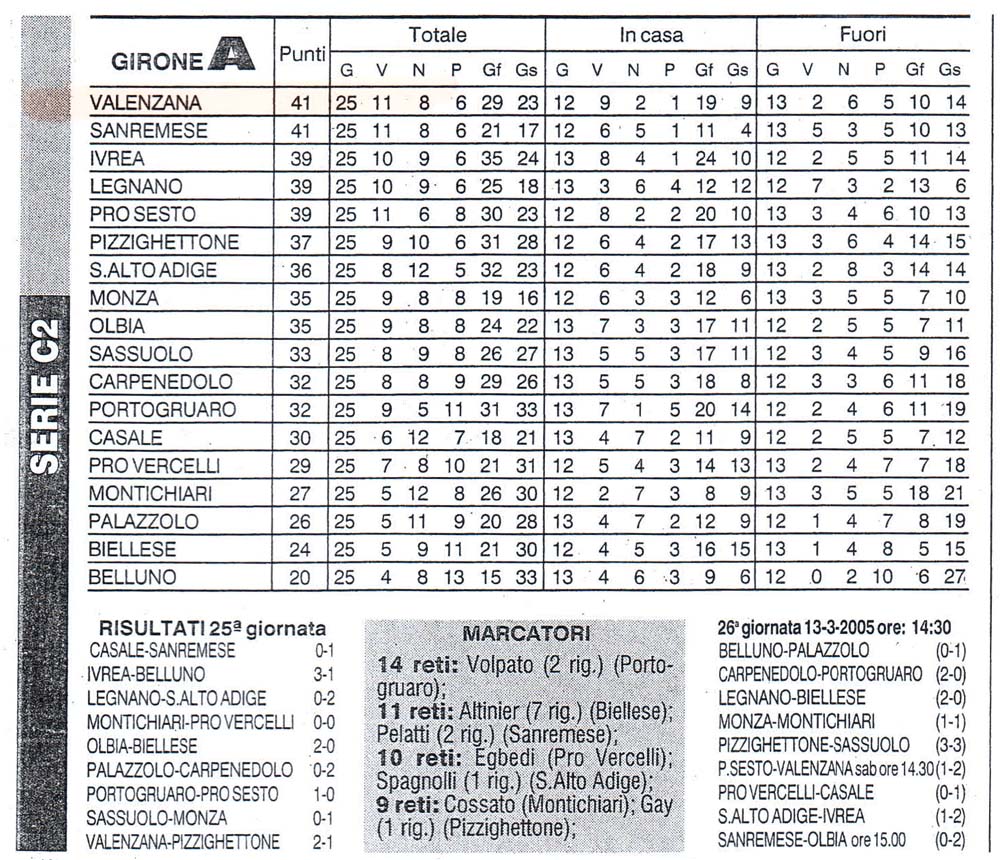 SERIE C2
GIRONE A Punti Totale In casa Fuori
G V N P Gf Gs G V N P Gf Gs G V N P Gf Gs
VALENZANA 41 25 11 8 6 29 23 12 9 2 1 19 9 13 2 6 5 10 14
SANREMESE 41 25 11 8 6 21 17 12 6 5 1 11 4 13 5 3 5 10 13
IVREA 39 25 10 9 6 35 24 13 8 4 1 24 10 12 2 5 5 11 14
LEGNANO 39 25 10 9 6 25 18 13 3 6 4 12 12 12 7 3 2 13 6
PRO SESTO 39 25 11 6 8 30 23 12 8 2 2 20 10 13 3 4 6 10 13
PIZZIGHETTONE 37 25 9 10 6 31 28 12 6 4 2 17 13 13 3 6 4 14 15
S.ALTO ADIGE 36 25 8 12 5 32 23 12 6 4 2 18 9 13 2 8 3 14 14
MONZA 35 25 9 8 8 19 16 12 6 3 3 12 6 13 3 5 5 7 10
OLBIA 35 25 9 8 8 24 22 13 7 3 3 17 11 12 2 5 5 7 11
SASSUOLO 33 25 8 9 8 26 27 13 5 5 3 17 11 12 3 4 5 9 16
CARPENEDOLO 32 25 8 8 9 29 26 13 5 5 3 18 8 12 3 3 6 11 18
PORTOGRUARO 32 25 9 5 11 31 33 13 7 1 5 20 14 12 2 4 6 11 19
CASALE 30 25 6 12 7 18 21 13 4 7 2 11 9 12 2 5 5 7 12
PRO VERCELLI 29 25 7 8 10 21 31 12 5 4 3 14 13 13 2 4 7 7 18
MONTICHIARI 27 25 5 12 8 26 30 12 2 7 3 8 9 13 3 5 5 18 21
PALAZZOLO 26 25 5 11 9 20 28 13 4 7 2 12 9 12 1 4 7 8 19
BIELLESE 24 25 5 9 11 21 30 12 4 5 3 16 15 13 1 4 8 5 15
BELLUNO 20 25 4 8 13 15 33 13 4 6 3 9 6 12 0 2 10 6 27
RISULTATI 25ª giornata
CASALE-SANREMESE 0-1
IVREA-BELLUNO 3-1
LEGNANO-S.ALTO ADIGE 0-2
MONTICHIARI-PRO VERCELLI 0-0
OLBIA-BIELLESE 2-0
PALAZZOLO-CARPENEDOLO 0-2
PORTOGRUARO-PRO SESTO 1-0
SASSUOLO-MONZA 0-1
VALENZANA-PIZZIGHETTONE 2-1
MARCATORI
14 reti: Volpato (2 rig.) (Porto-
gruaro);
11 reti: Altinier (7 rig.) (Biellese);
Pelatti (2 rig.) (Sanremese);
10 reti: Egbedi (Pro Vercelli);
Spagnolli (1 rig.) (S.Alto Adige);
9 reti: Cossato (Montichiari); Gay
(1 rig.) (Pizzighettone);
26ª giornata 13-3-2005 ore: 14:30
BELLUNO-PALAZZOLO (0-1)
CARPENEDOLO-PORTOGRUARO (2-0)
LEGNANO-BIELLESE (2-0)
MONZA-MONTICHIARI (1-1)
PIZZIGHETTONE-SASSUOLO (3-3)
P.SESTO-VALENZANA sab ore 14.30 (1-2)
PRO VERCELLI-CASALE (0-1)
S.ALTO ADIGE-IVREA (1-2)
SANREMESE-OLBIA ore 15.00 (0-2)